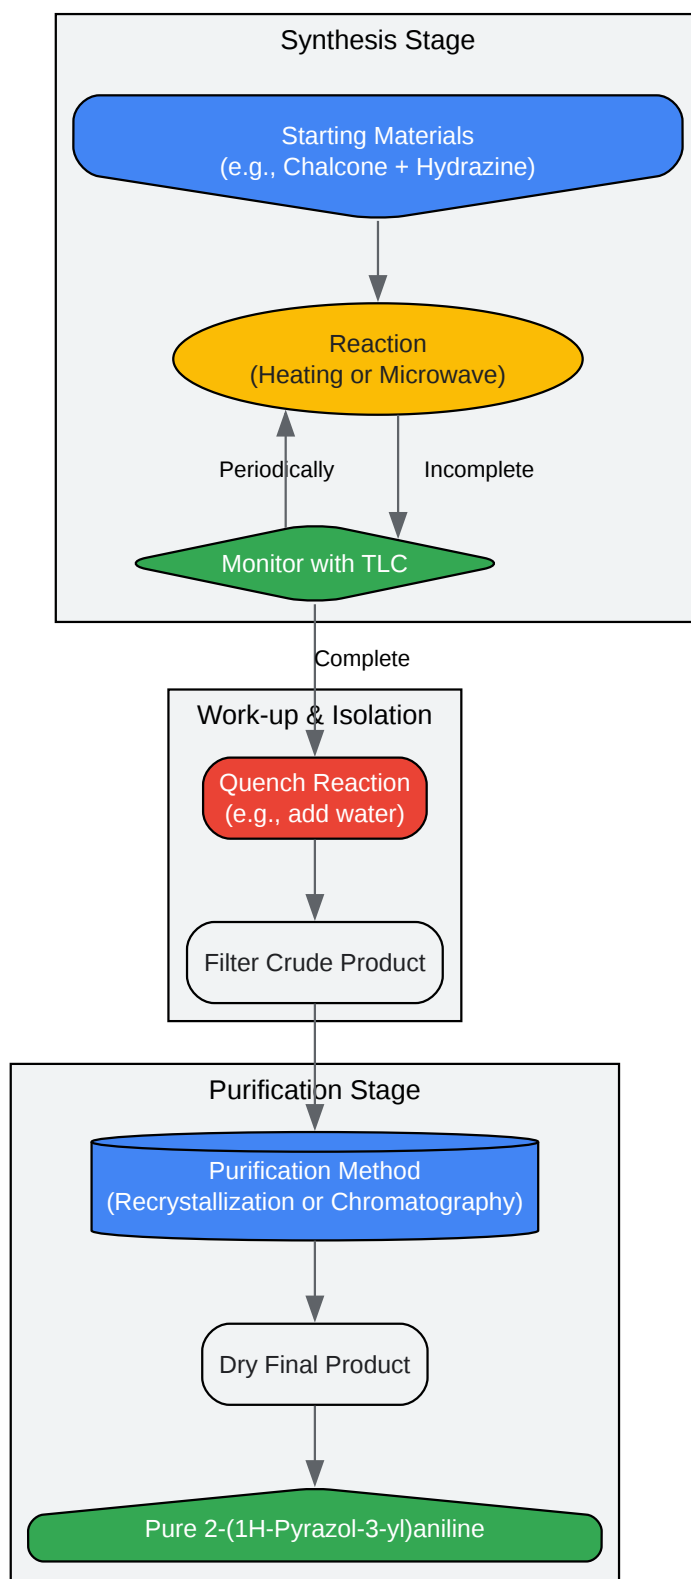 Synthesis Stage
Starting Materials
(e.g., Chalcone + Hydrazine)
Reaction
(Heating or Microwave)
Periodically
Incomplete
Monitor with TLC
Complete
Work-up & Isolation
Quench Reaction
(e.g., add water)
Filter Crude Product
Purification Stage
Purification Method
(Recrystallization or Chromatography)
Dry Final Product
Pure 2-(1H-Pyrazol-3-yl)aniline